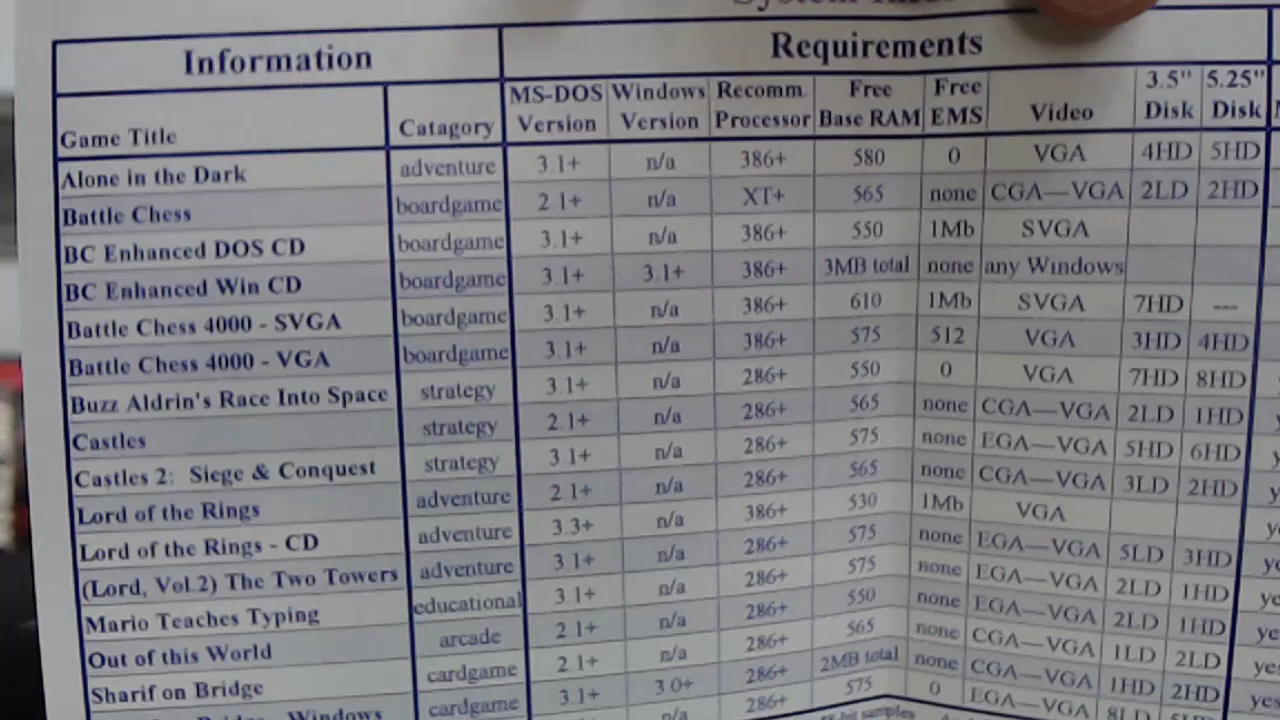 Information Requirements
Game Title Catagory MS-DOS Version Windows Version Recomm. Processor Free Base RAM Free EMS Video 3.5" Disk 5.25" Disk
Alone in the Dark adventure 3.1+ n/a 386+ 580 0 VGA 4HD 5HD
Battle Chess boardgame 2.1+ n/a XT+ 565 none CGA—VGA 2LD 2HD
BC Enhanced DOS CD boardgame 3.1+ n/a 386+ 550 1Mb SVGA
BC Enhanced Win CD boardgame 3.1+ 3.1+ 386+ 3MB total none any Windows
Battle Chess 4000 - SVGA boardgame 3.1+ n/a 386+ 610 1Mb SVGA 7HD ---
Battle Chess 4000 - VGA boardgame 3.1+ n/a 386+ 575 512 VGA 3HD 4HD
Buzz Aldrin's Race Into Space strategy 3.1+ n/a 286+ 550 0 VGA 7HD 8HD
Castles strategy 2.1+ n/a 286+ 565 none CGA—VGA 2LD 1HD
Castles 2: Siege & Conquest strategy 3.1+ n/a 286+ 575 none EGA—VGA 5HD 6HD
Lord of the Rings adventure 2.1+ n/a 286+ 565 none CGA—VGA 3LD 2HD
Lord of the Rings - CD adventure 3.3+ n/a 386+ 530 1Mb VGA
(Lord, Vol.2) The Two Towers adventure 3.1+ n/a 286+ 575 none EGA—VGA 5LD 3HD
Mario Teaches Typing educational 3.1+ n/a 286+ 575 none EGA—VGA 2LD 1HD
Out of this World arcade 2.1+ n/a 286+ 550 none EGA—VGA 2LD 1HD
Sharif on Bridge cardgame 2.1+ n/a 286+ 565 none CGA—VGA 1LD 2LD
Windows cardgame 3.1+ 3.0+ 286+ 2MB total none CGA—VGA 1HD 2HD
n/a 286+ 575 0 EGA—VGA 8LD